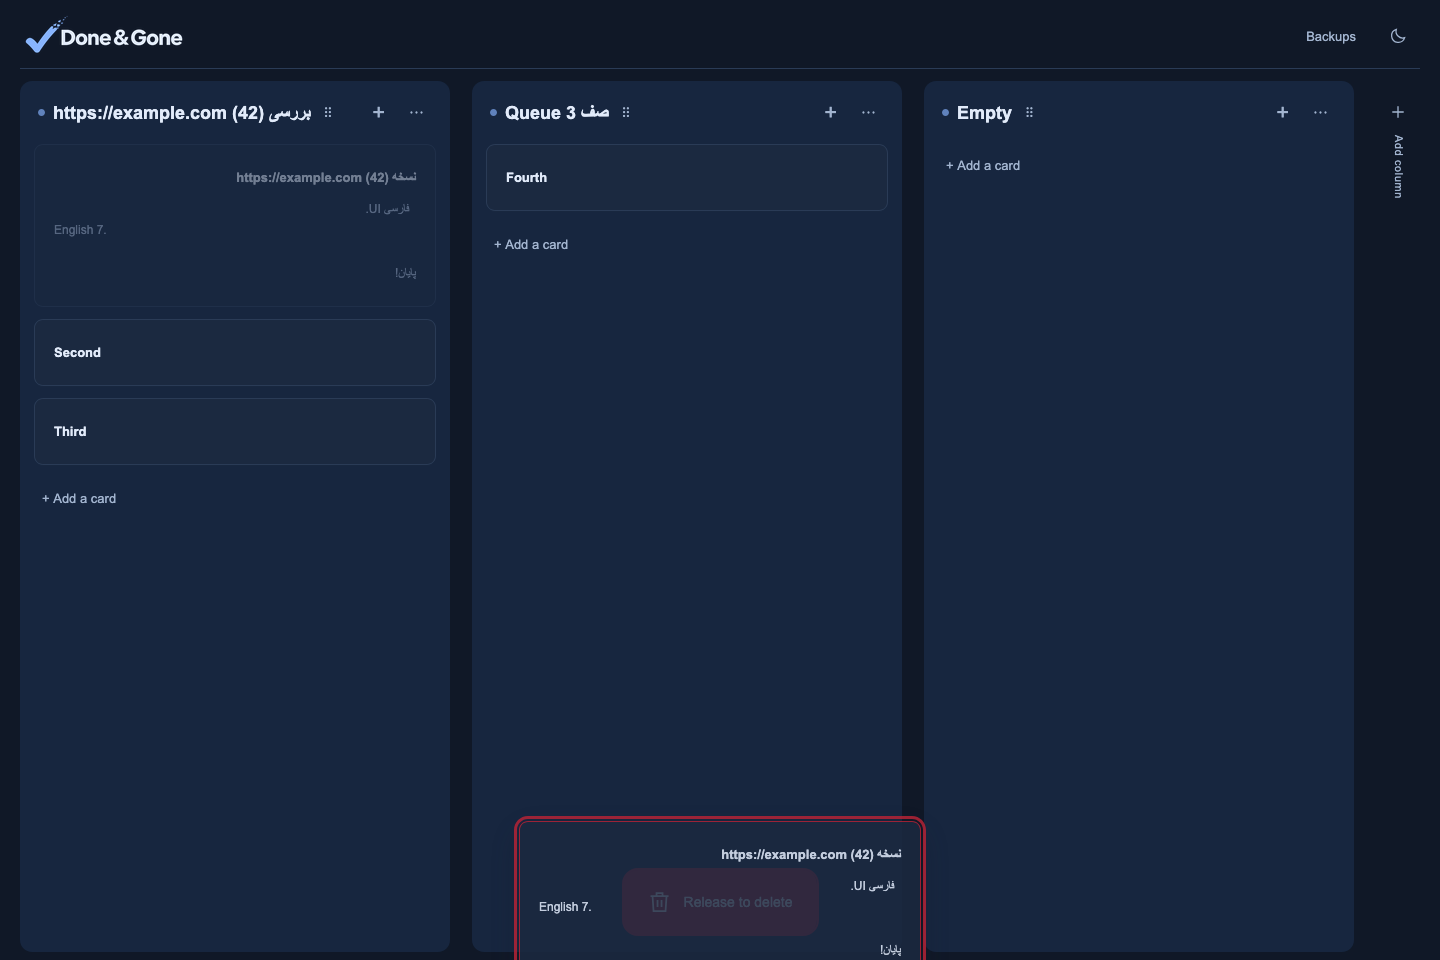 Done & Gone
Backups
بررسی https://example.com (42)
نسخه https://example.com (42)
فارسی UI.
English 7.
پایان!
Second
Third
+ Add a card
Queue 3 صف
Fourth
+ Add a card
Empty
+ Add a card
Add column
نسخه https://example.com (42)
فارسی UI.
English 7.
Release to delete
پایان!